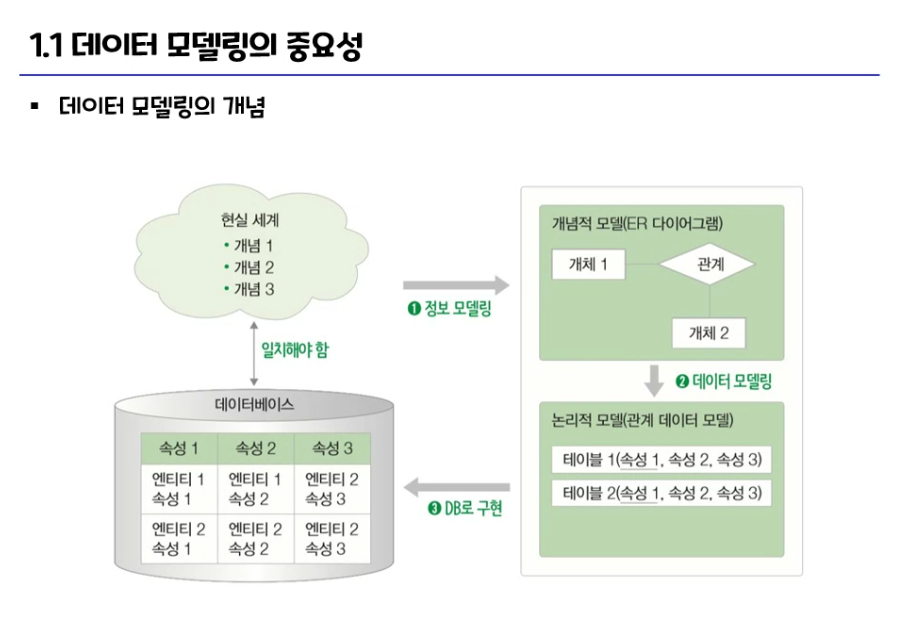 1.1 데이터 모델링의 중요성
▪ 데이터 모델링의 개념
현실 세계
• 개념 1
• 개념 2
• 개념 3
❶ 정보 모델링
개념적 모델(ER 다이어그램)
개체 1
관계
개체 2
❷ 데이터 모델링
논리적 모델(관계 데이터 모델)
테이블 1(속성 1, 속성 2, 속성 3)
테이블 2(속성 1, 속성 2, 속성 3)
❸ DB로 구현
일치해야 함
데이터베이스
속성 1 속성 2 속성 3
엔티티 1 엔티티 1 엔티티 2
속성 1 속성 2 속성 3
엔티티 2 엔티티 2 엔티티 2
속성 1 속성 2 속성 3